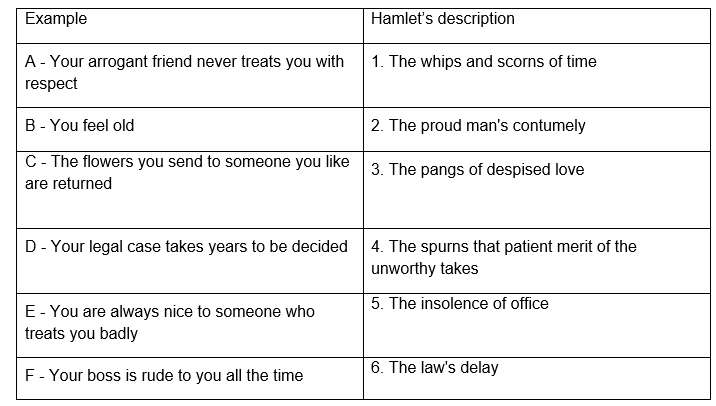 Example
Hamlet’s description
A - Your arrogant friend never treats you with
respect
1. The whips and scorns of time
B - You feel old
2. The proud man's contumely
C - The flowers you send to someone you like
are returned
3. The pangs of despised love
D - Your legal case takes years to be decided
4. The spurns that patient merit of the
unworthy takes
E - You are always nice to someone who
treats you badly
5. The insolence of office
F - Your boss is rude to you all the time
6. The law's delay